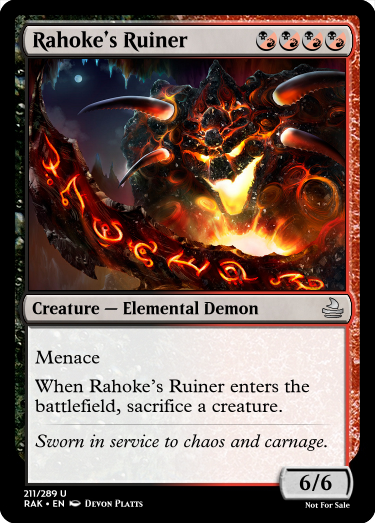 Rahoke's Ruiner
Creature — Elemental Demon
Menace
When Rahoke's Ruiner enters the
battlefield, sacrifice a creature.
Sworn in service to chaos and carnage.
6/6
211/289 U
RAK • EN Devon Platts
Not For Sale